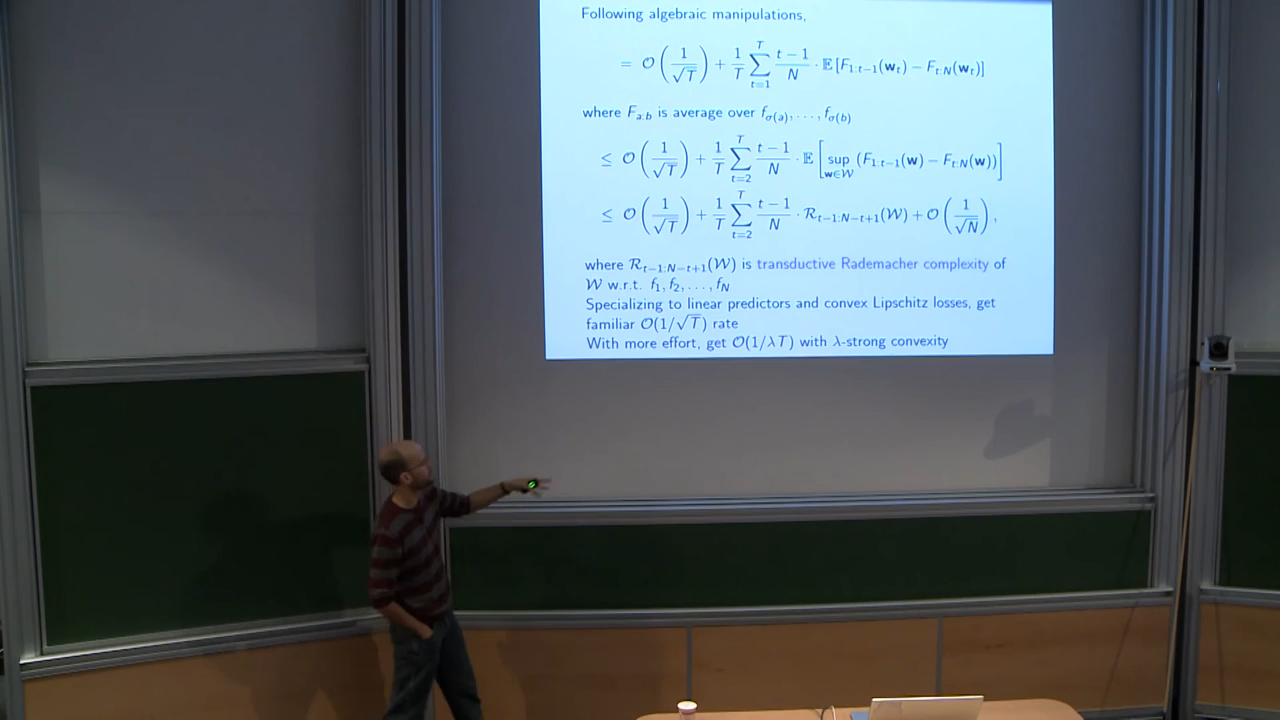 Following algebraic manipulations,
= O(1/√T) + 1/T ∑_{t=1}^{T} (t−1)/N · 𝔼[F_{1:t−1}(w_t) − F_{t:N}(w_t)]
where F_{a:b} is average over f_{σ(a)}, . . . , f_{σ(b)}
≤ O(1/√T) + 1/T ∑_{t=2}^{T} (t−1)/N · 𝔼[sup_{w∈W} (F_{1:t−1}(w) − F_{t:N}(w))]
≤ O(1/√T) + 1/T ∑_{t=2}^{T} (t−1)/N · R_{t−1:N−t+1}(W) + O(1/√N),
where R_{t−1:N−t+1}(W) is transductive Rademacher complexity of
W w.r.t. f_1, f_2, . . . , f_N
Specializing to linear predictors and convex Lipschitz losses, get
familiar O(1/√T) rate
With more effort, get O(1/λT) with λ-strong convexity